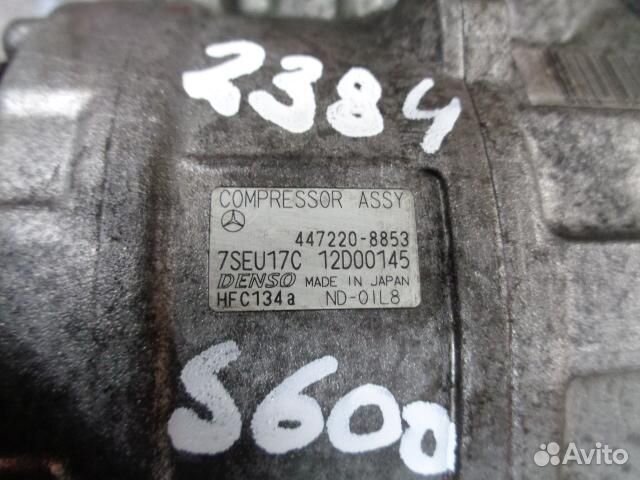 2384
COMPRESSOR ASSY
447220-8853
7SEU17C 12D00145
DENSO MADE IN JAPAN
HFC134a ND-OIL8
S600
Avito